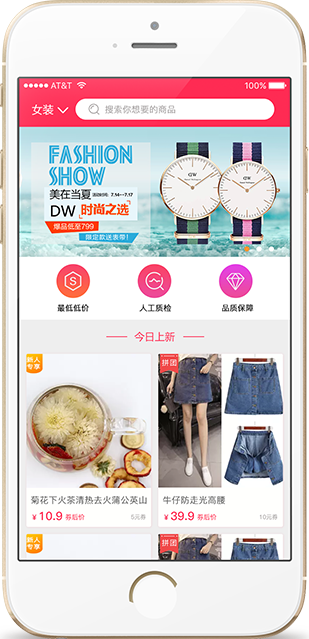 AT&T
100%
女装
搜索你想要的商品
FASHION
SHOW
美在当夏
7.14--7.17
DW 时尚之选
爆品低至799
限定款送表带!
DW
DW
最低低价
人工质检
品质保障
今日上新
新人
专享
拼团
菊花下火茶清热去火蒲公英山
¥ 10.9 券后价
5元券
牛仔防走光高腰
¥ 39.9 券后价
10元券
新人
专享
拼团